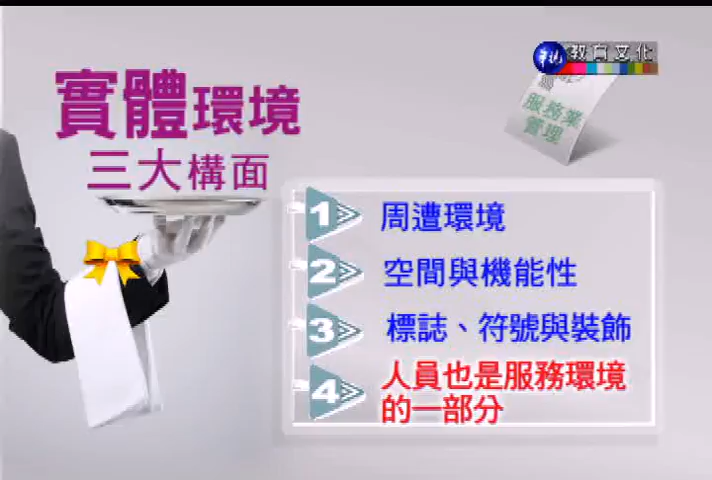 華視
教育文化
服務業
管理
實體環境
三大構面
1 周遭環境
2 空間與機能性
3 標誌、符號與裝飾
4 人員也是服務環境
的一部分